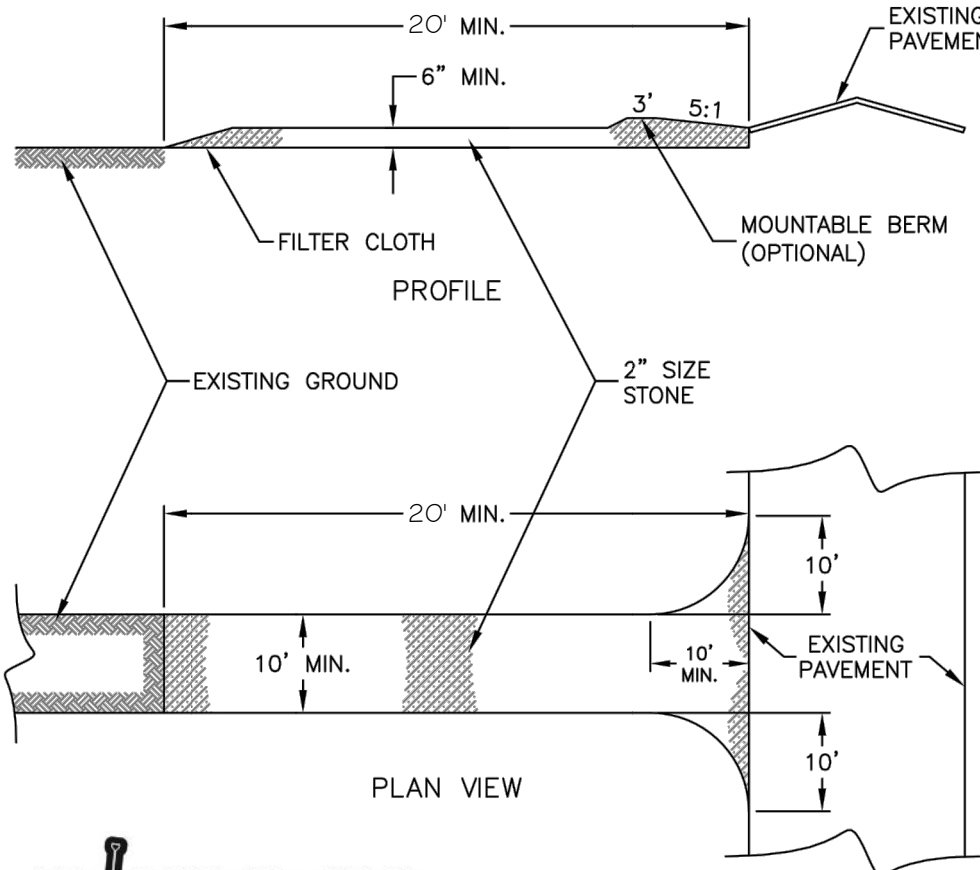 20' MIN.
EXISTING
6” MIN.
3'
5:1
FILTER CLOTH
MOUNTABLE BERM
(OPTIONAL)
PROFILE
EXISTING GROUND
2” SIZE
STONE
20' MIN.
10'
10' MIN.
10'
MIN.
EXISTING
PAVEMENT
10'
PLAN VIEW